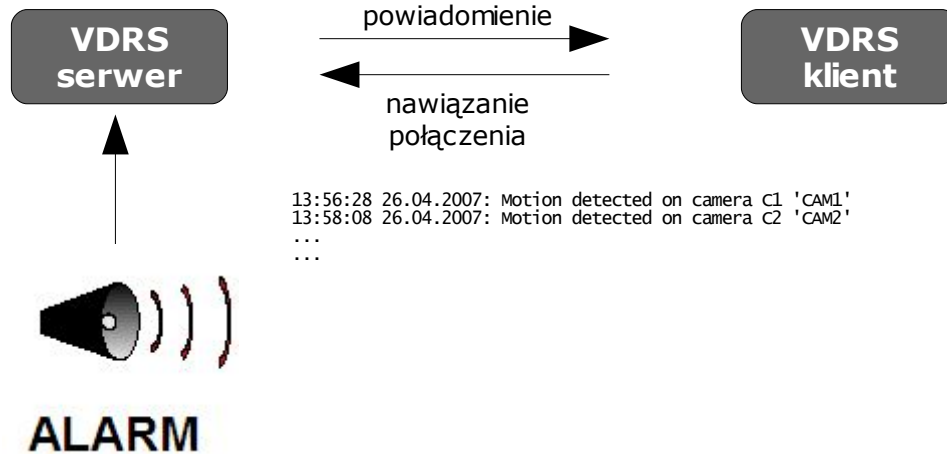 powiadomienie
VDRS
serwer
VDRS
klient
nawiązanie
połączenia
13:56:28 26.04.2007: Motion detected on camera C1 'CAM1'
13:58:08 26.04.2007: Motion detected on camera C2 'CAM2'
...
...
ALARM